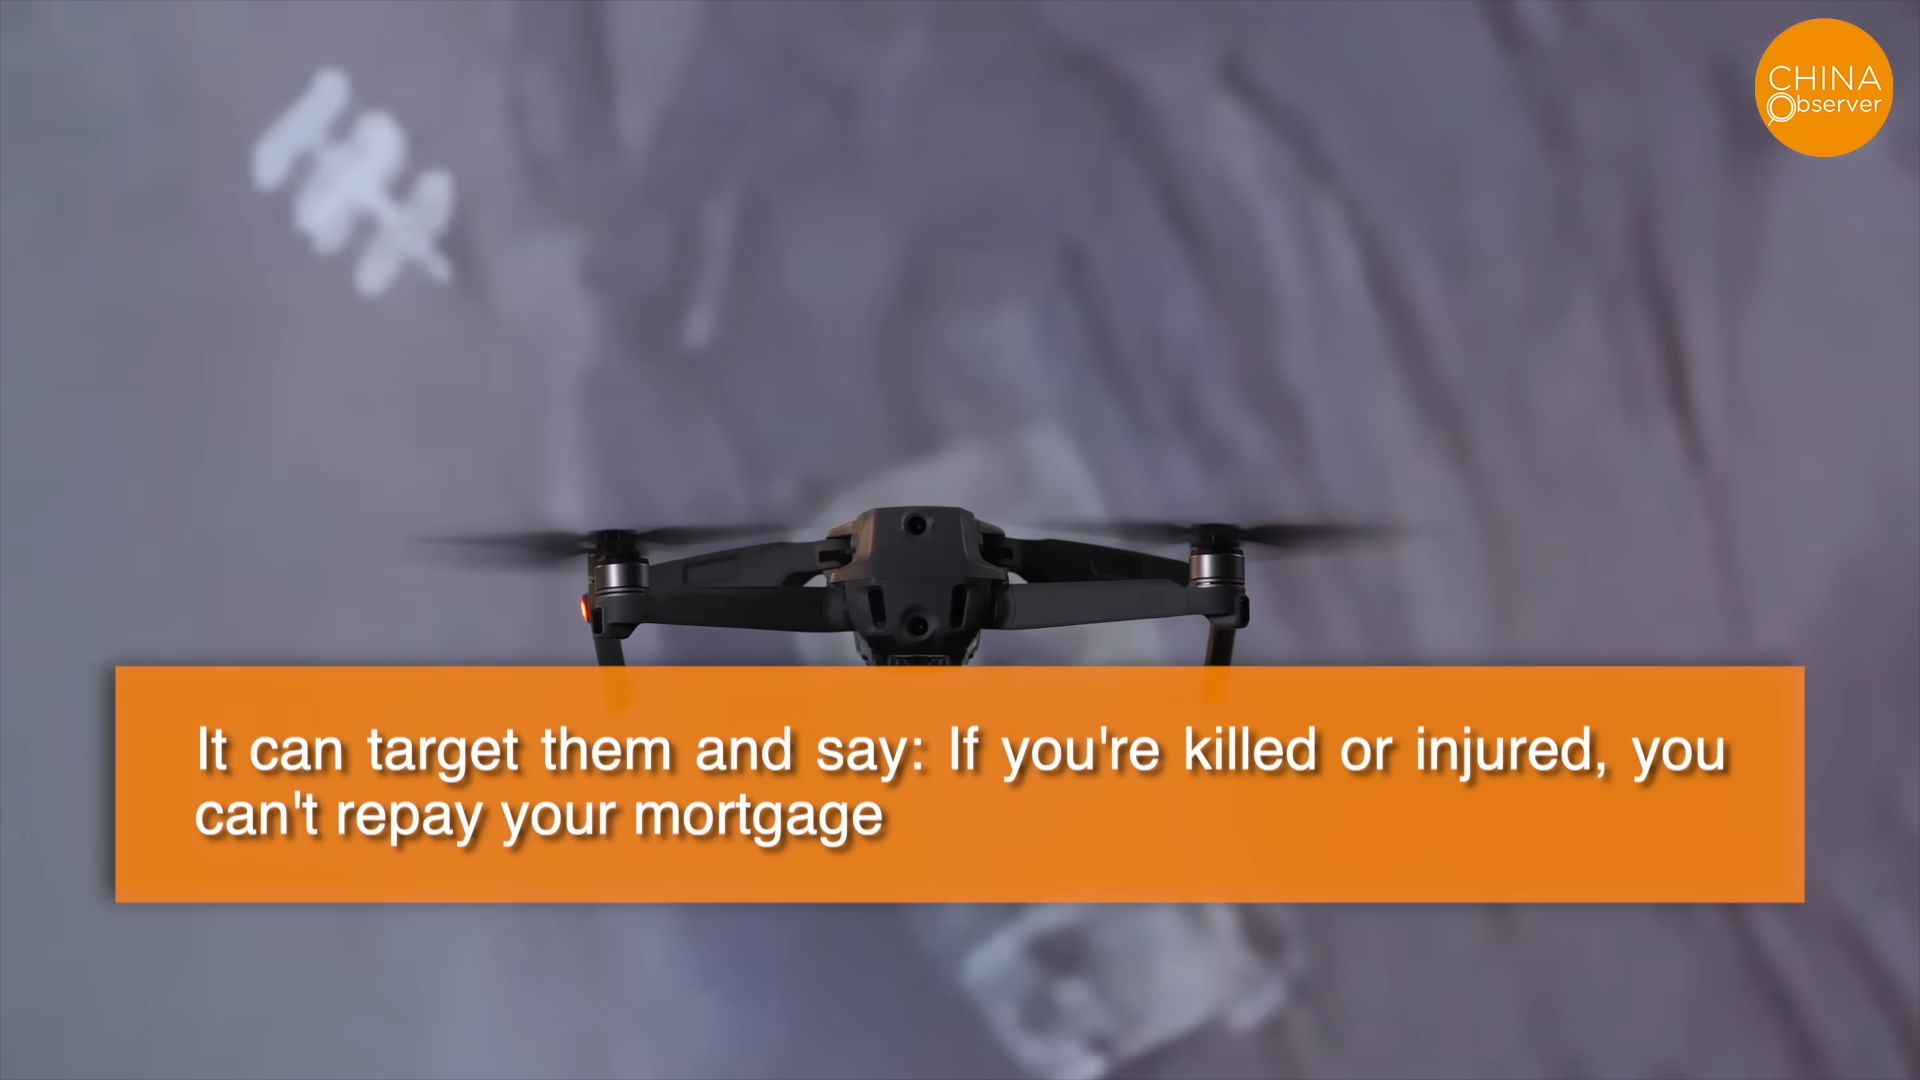 CHINA
Observer
It can target them and say: If you're killed or injured, you
can't repay your mortgage